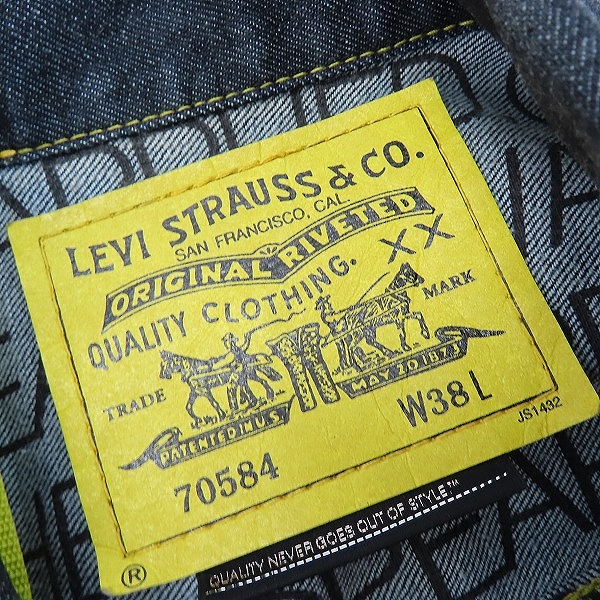 LEVI STRAUSS & CO.
SAN FRANCISCO, CAL.
ORIGINAL RIVETED
QUALITY CLOTHING. XX
TRADE MARK
PATENTED IN U.S. MAY 20 1873
70584 W38 L
JS1432
®
QUALITY NEVER GOES OUT OF STYLE™